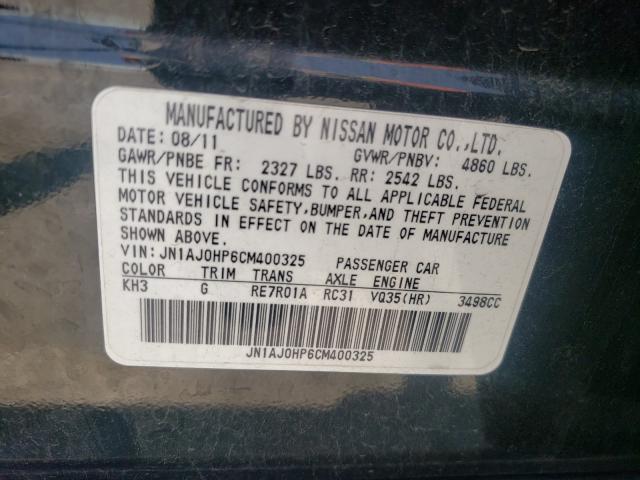 MANUFACTURED BY NISSAN MOTOR CO.,LTD.
DATE: 08/11 GVWR/PNBV: 4860 LBS.
GAWR/PNBE FR: 2327 LBS. RR: 2542 LBS.
THIS VEHICLE CONFORMS TO ALL APPLICABLE FEDERAL
MOTOR VEHICLE SAFETY,BUMPER,AND THEFT PREVENTION
STANDARDS IN EFFECT ON THE DATE OF MANUFACTURE
SHOWN ABOVE.
VIN: JN1AJ0HP6CM400325 PASSENGER CAR
COLOR TRIM TRANS AXLE ENGINE
KH3 G RE7R01A RC31 VQ35(HR) 3498CC
JN1AJ0HP6CM400325